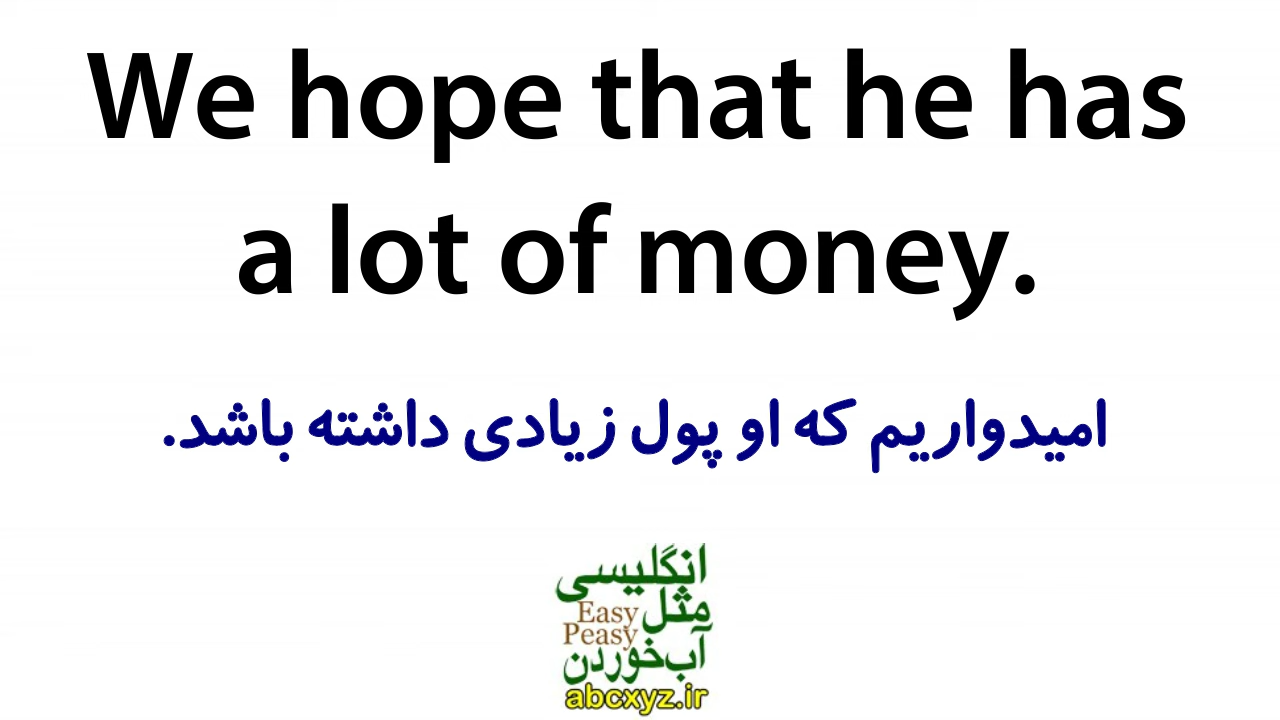 We hope that he has
a lot of money.
امیدواریم که او پول زیادی داشته باشد.
انگلیسی
مثل
Easy
Peasy
آب‌خوردن
abcxyz.ir